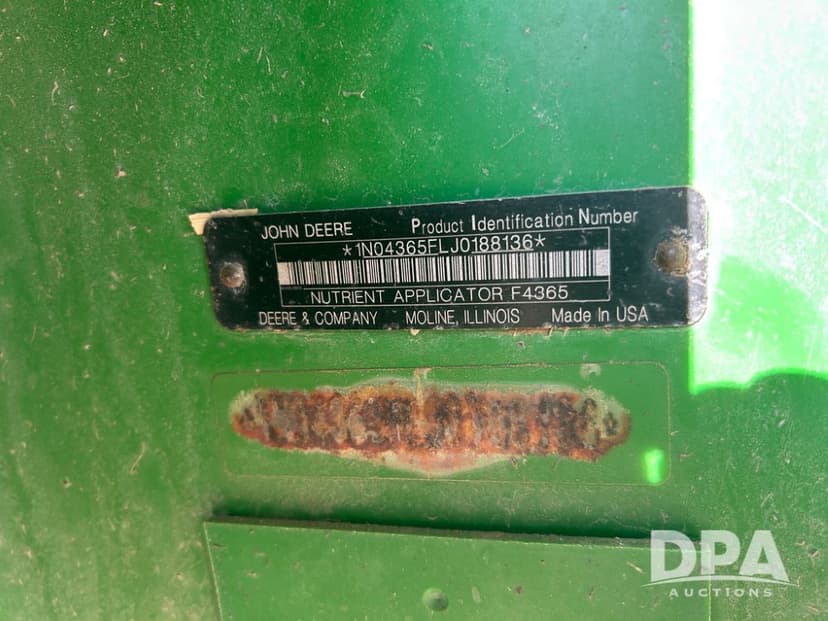 JOHN DEERE Product Identification Number
*1N04365FLJ0188136*
NUTRIENT APPLICATOR F4365
DEERE & COMPANY MOLINE, ILLINOIS Made In USA
DPA
AUCTIONS